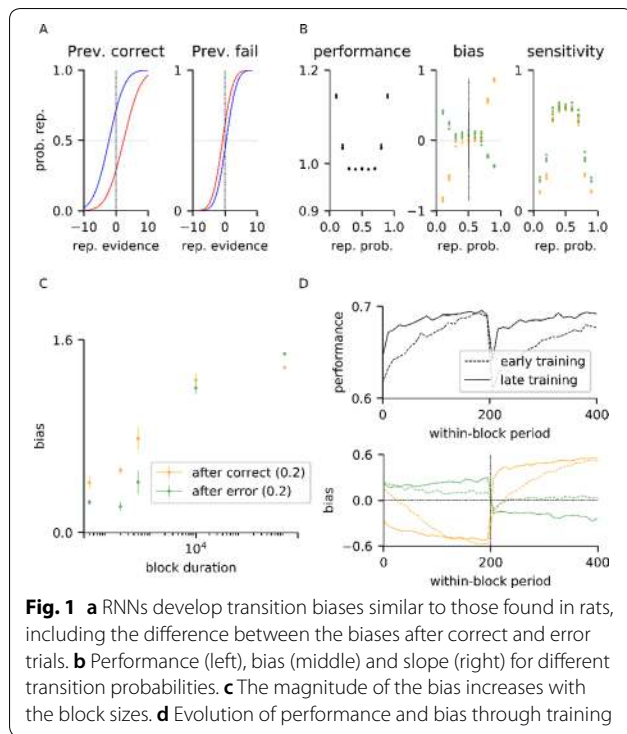 A
Prev. correct
Prev. fail
prob. rep.
1.0
0.5
0.0
1
0
-10 0 10
-10 0 10
rep. evidence
rep. evidence
B
performance
bias
sensitivity
1.2
1.0
0.9
1
0
-1
1
0
0.0 0.5 1.0
0.0 0.5 1.0
0.0 0.5 1.0
rep. prob.
rep. prob.
rep. prob.
C
bias
1.6
0.0
after correct (0.2)
after error (0.2)
10⁴
block duration
D
performance
0.7
0.6
early training
late training
0 200 400
within-block period
bias
0.6
0.0
−0.6
0 200 400
within-block period
Fig. 1 a RNNs develop transition biases similar to those found in rats,
including the difference between the biases after correct and error
trials. b Performance (left), bias (middle) and slope (right) for different
transition probabilities. c The magnitude of the bias increases with
the block sizes. d Evolution of performance and bias through training